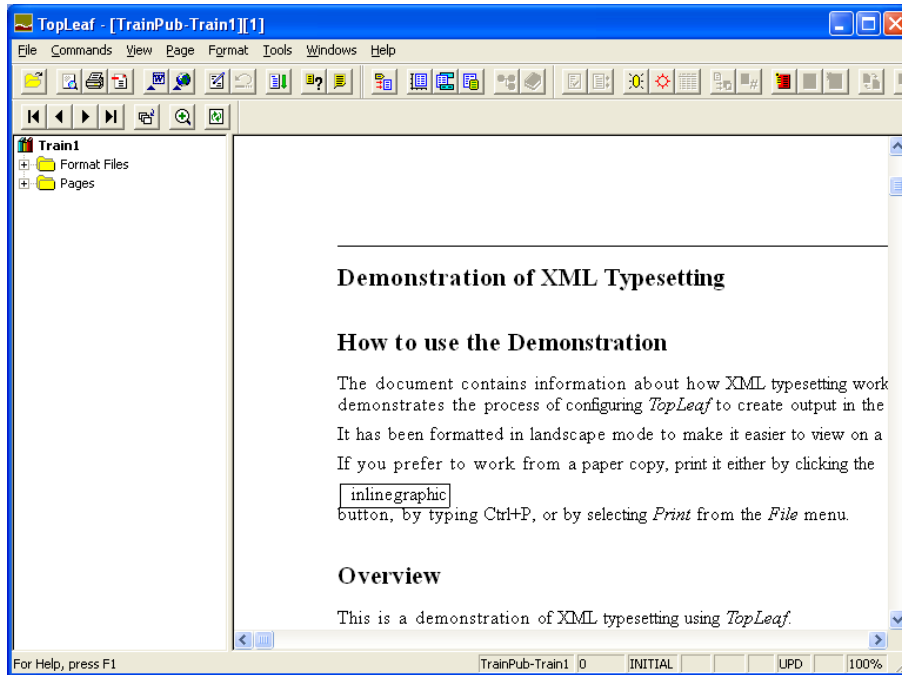 TopLeaf - [TrainPub-Train1][1]
File Commands View Page Format Tools Windows Help
Train1
Format Files
Pages
Demonstration of XML Typesetting
How to use the Demonstration
The document contains information about how XML typesetting work
demonstrates the process of configuring TopLeaf to create output in the
It has been formatted in landscape mode to make it easier to view on a
If you prefer to work from a paper copy, print it either by clicking the
inlinegraphic
button, by typing Ctrl+P, or by selecting Print from the File menu.
Overview
This is a demonstration of XML typesetting using TopLeaf.
For Help, press F1 TrainPub-Train1 0 INITIAL UPD 100%